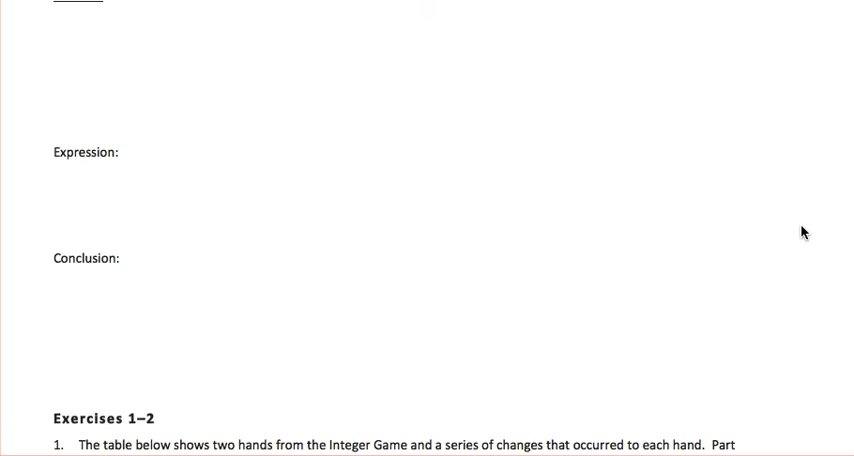 Expression:
Conclusion:
Exercises 1–2
1. The table below shows two hands from the Integer Game and a series of changes that occurred to each hand. Part